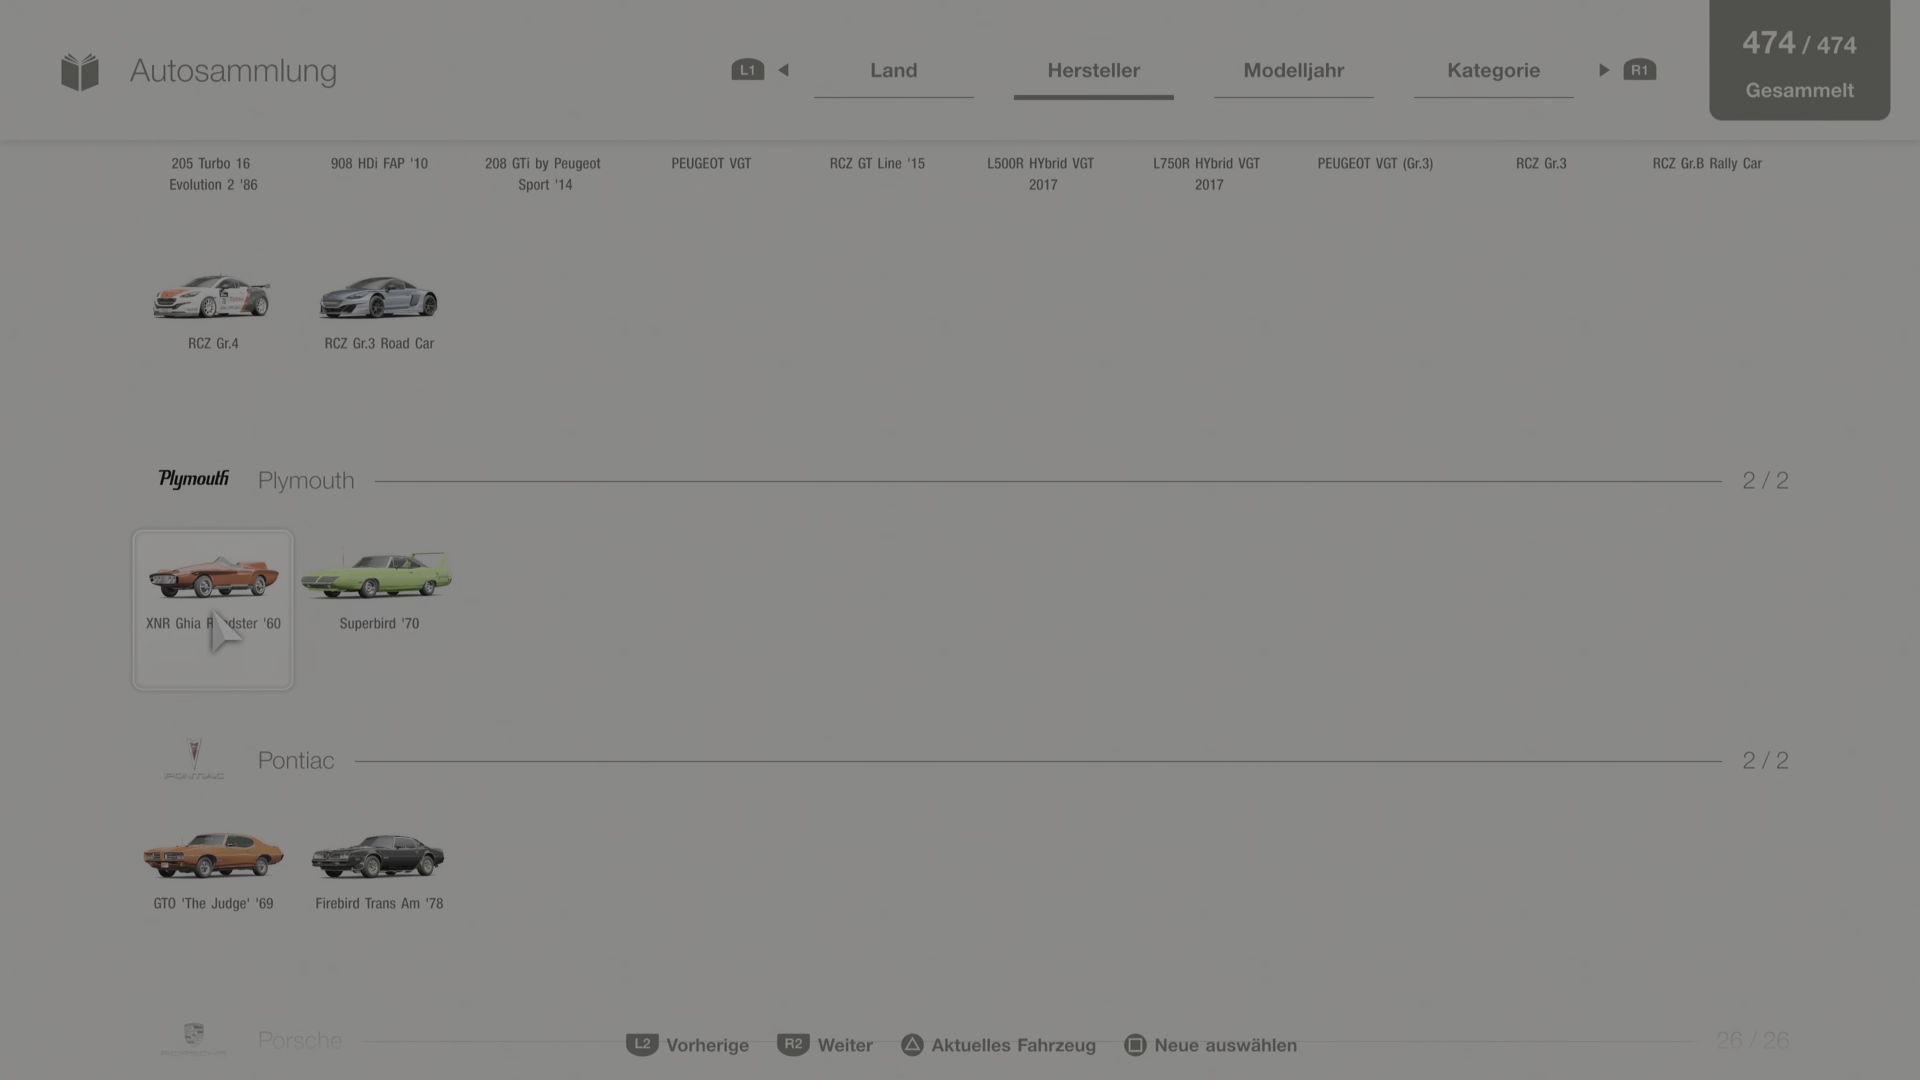 Autosammlung
L1
Land
Hersteller
Modelljahr
Kategorie
R1
474 / 474
Gesammelt
205 Turbo 16
Evolution 2 '86
908 HDi FAP '10
208 GTi by Peugeot
Sport '14
PEUGEOT VGT
RCZ GT Line '15
L500R HYbrid VGT
2017
L750R HYbrid VGT
2017
PEUGEOT VGT (Gr.3)
RCZ Gr.3
RCZ Gr.B Rally Car
RCZ Gr.4
RCZ Gr.3 Road Car
Plymouth
Plymouth
2 / 2
XNR Ghia Roadster '60
Superbird '70
PONTIAC
Pontiac
2 / 2
GTO 'The Judge' '69
Firebird Trans Am '78
PORSCHE
Porsche
26 / 26
L2
Vorherige
R2
Weiter
Aktuelles Fahrzeug
Neue auswählen